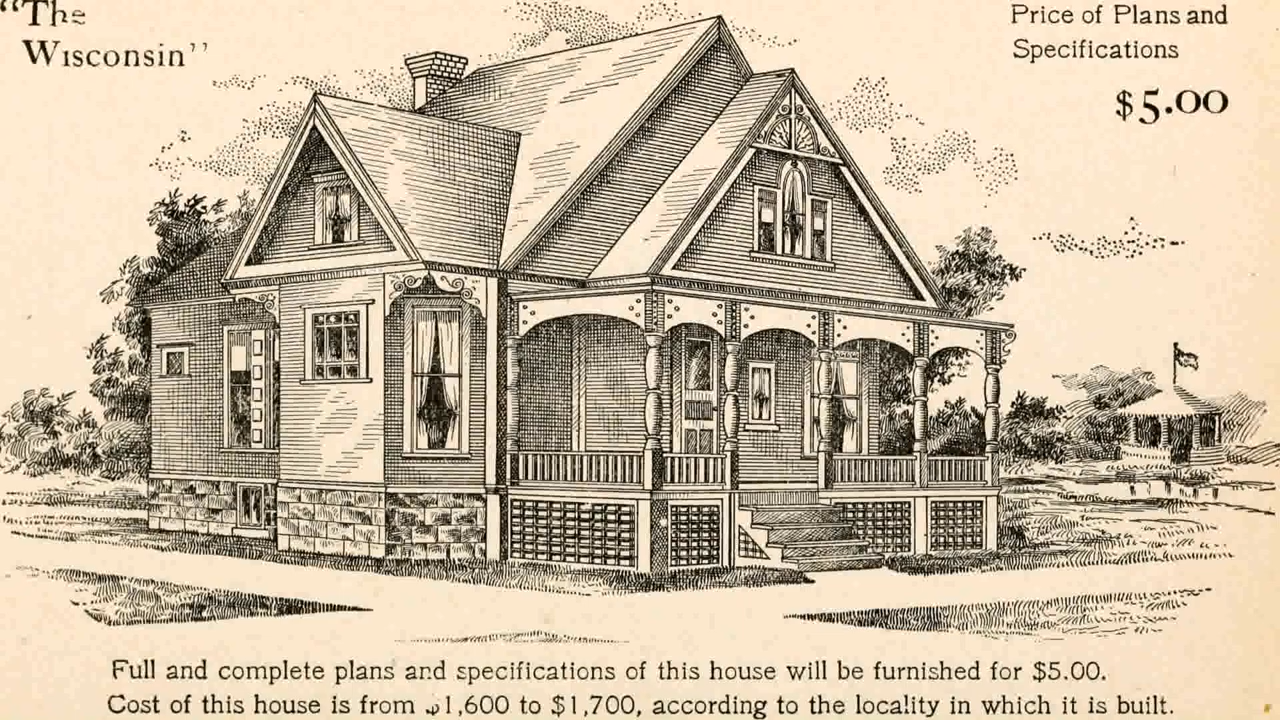 "The
Wisconsin"
Price of Plans and
Specifications
$5.00
Full and complete plans and specifications of this house will be furnished for $5.00.
Cost of this house is from $1,600 to $1,700, according to the locality in which it is built.